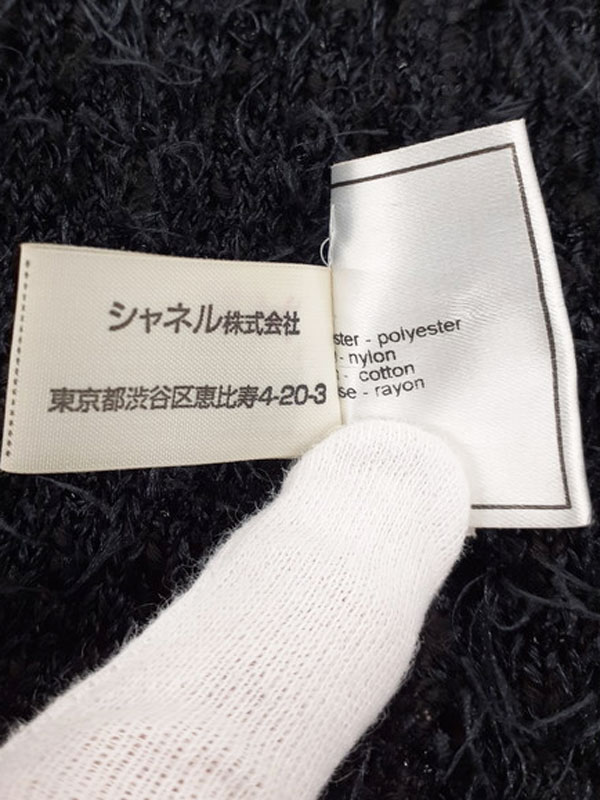 シャネル株式会社
東京都渋谷区恵比寿4-20-3
ster - polyester
- nylon
- cotton
se - rayon